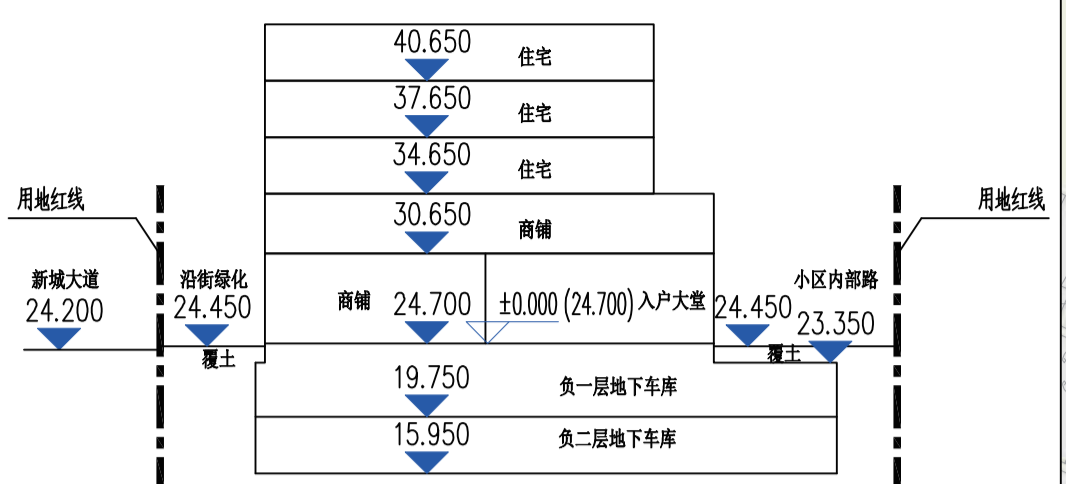 40.650 住宅
37.650 住宅
34.650 住宅
用地红线
30.650 商铺
用地红线
新城大道
24.200
沿街绿化
24.450
覆土
商铺 24.700 ±0.000 (24.700) 入户大堂
24.450
小区内部路
23.350
覆土
19.750 负一层地下车库
15.950 负二层地下车库